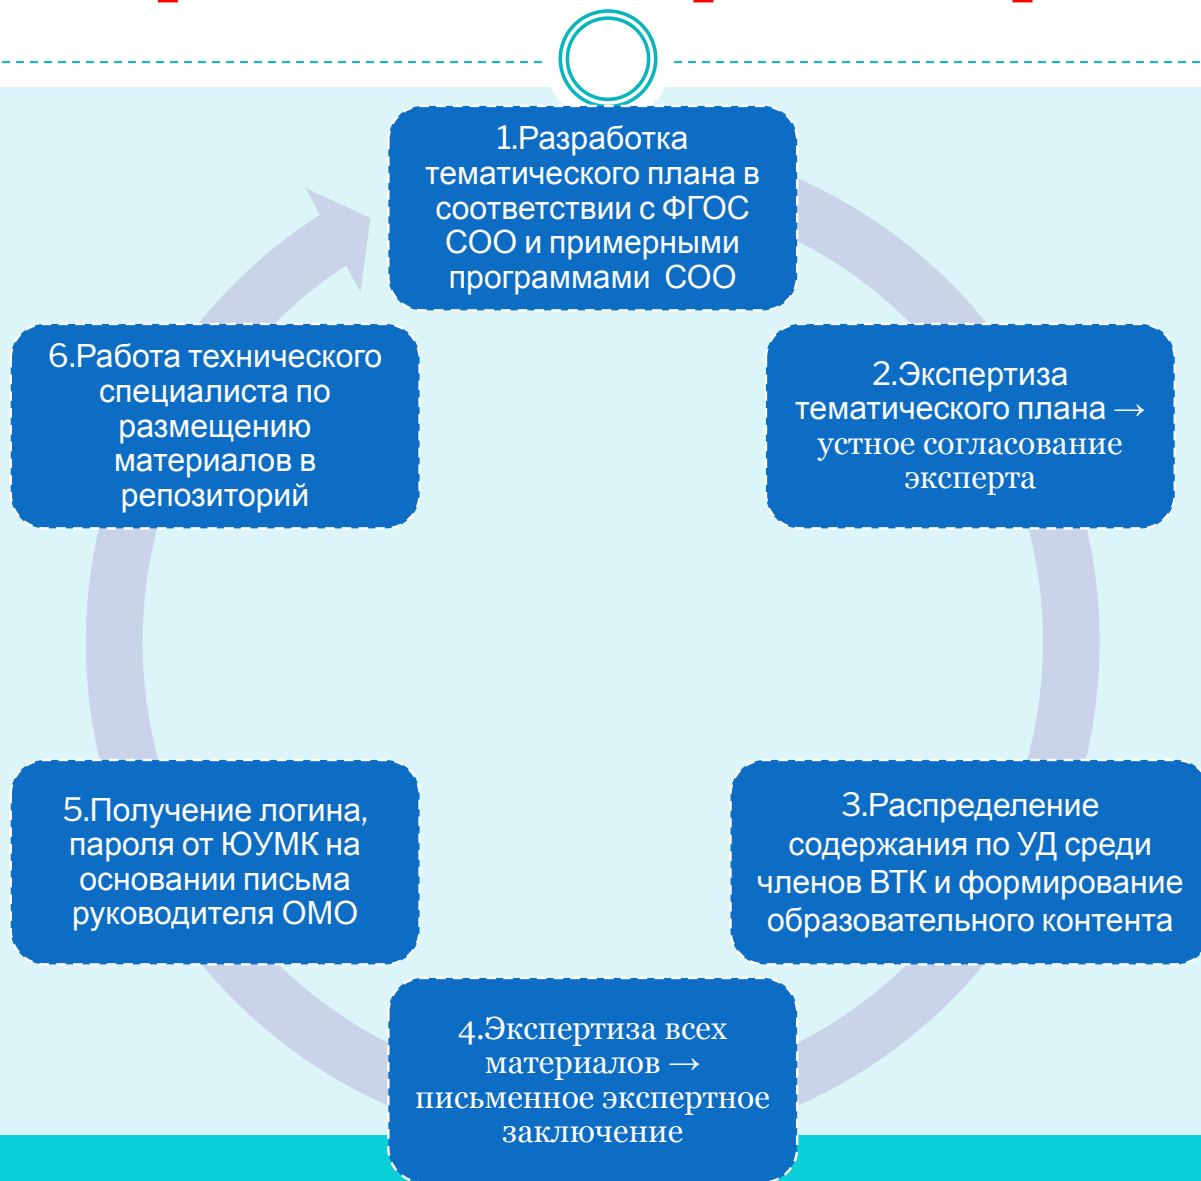 1.Разработка
тематического плана в
соответствии с ФГОС
СОО и примерными
программами  СОО
2.Экспертиза
тематического плана →
устное согласование
эксперта
3.Распределение
содержания по УД среди
членов ВТК и формирование
образовательного контента
4.Экспертиза всех
материалов →
письменное экспертное
заключение
5.Получение логина,
пароля от ЮУМК на
основании письма
руководителя ОМО
6.Работа технического
специалиста по
размещению
материалов в
репозиторий